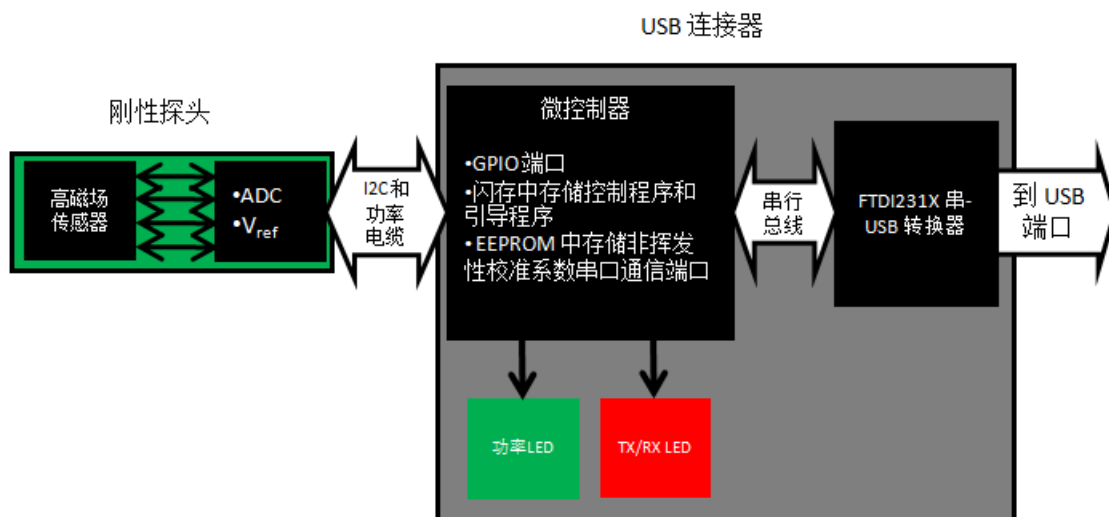 USB 连接器
刚性探头
高磁场
传感器
•ADC
•Vref
I2C和
功率
电缆
微控制器
•GPIO 端口
•闪存中存储控制程序和
引导程序
•EEPROM 中存储非挥发
性校准系数串口通信端口
串行
总线
FTDI231X 串-
USB 转换器
到 USB
端口
功率LED
TX/RX LED